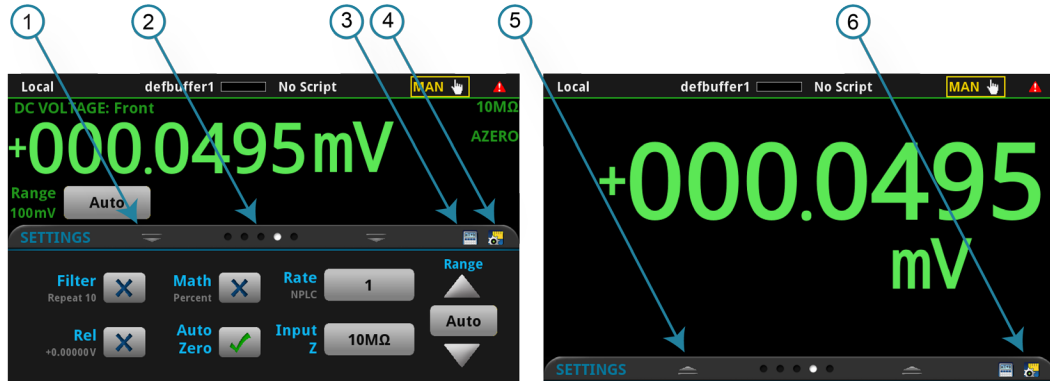 1 2 3 4 5 6
Local defbuffer1 No Script MAN
DC VOLTAGE: Front 10MΩ
+000.0495 mV AZERO
Range
100mV Auto
SETTINGS
Filter
Repeat 10
Math
Percent
Rate
NPLC
1
Range
Auto
Rel
+0.00000V
Auto
Zero
Input
Z
10MΩ
Local defbuffer1 No Script MAN
+000.0495
mV
SETTINGS